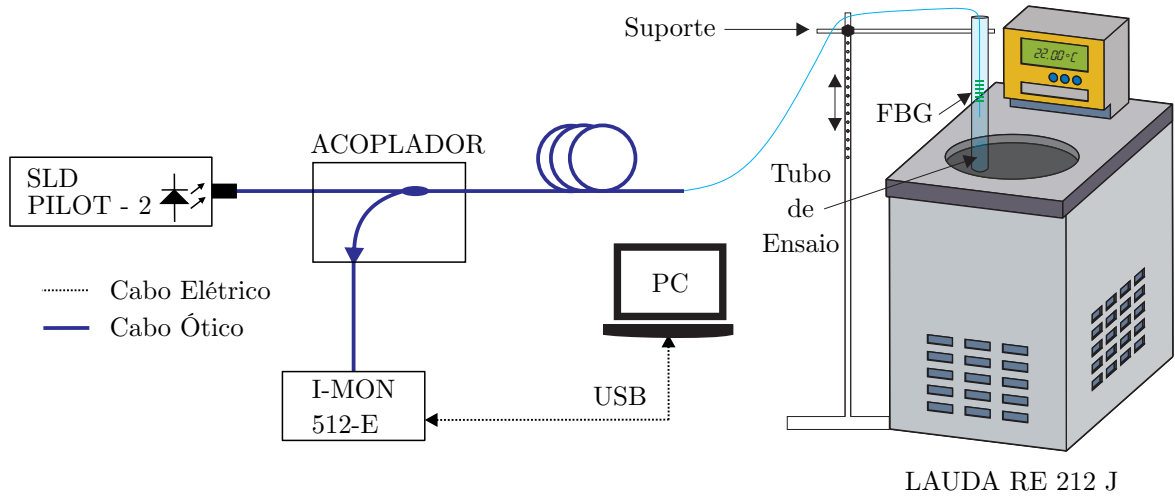 Suporte
22.00°C
FBG
ACOPLADOR
SLD
PILOT - 2
Tubo
de
Ensaio
PC
Cabo Elétrico
Cabo Ótico
I-MON
512-E
USB
LAUDA RE 212 J